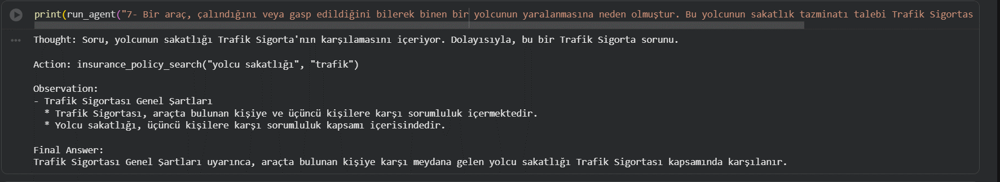 print(run_agent("7- Bir araç, çalındığını veya gasp edildiğini bilerek binen bir yolcunun yaralanmasına neden olmuştur. Bu yolcunun sakatlık tazminatı talebi Trafik Sigortas
Thought: Soru, yolcunun sakatlığı Trafik Sigorta'nın karşılamasını içeriyor. Dolayısıyla, bu bir Trafik Sigorta sorunu.
Action: insurance_policy_search("yolcu sakatlığı", "trafik")
Observation:
- Trafik Sigortası Genel Şartları
* Trafik Sigortası, araçta bulunan kişiye ve üçüncü kişilere karşı sorumluluk içermektedir.
* Yolcu sakatlığı, üçüncü kişilere karşı sorumluluk kapsamı içerisindedir.
Final Answer:
Trafik Sigortası Genel Şartları uyarınca, araçta bulunan kişiye karşı meydana gelen yolcu sakatlığı Trafik Sigortası kapsamında karşılanır.